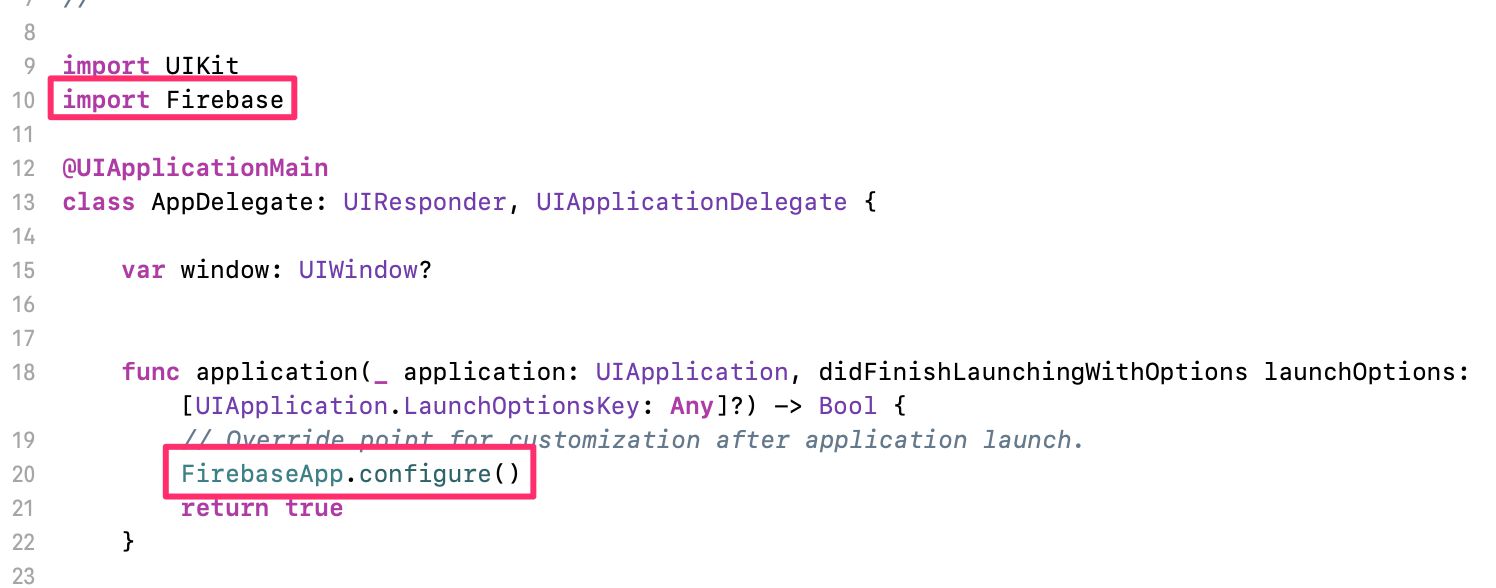 7 //
8
9 import UIKit
10 import Firebase
11
12 @UIApplicationMain
13 class AppDelegate: UIResponder, UIApplicationDelegate {
14
15 var window: UIWindow?
16
17
18 func application(_ application: UIApplication, didFinishLaunchingWithOptions launchOptions:
[UIApplication.LaunchOptionsKey: Any]?) -> Bool {
19 // Override point for customization after application launch.
20 FirebaseApp.configure()
21 return true
22 }
23